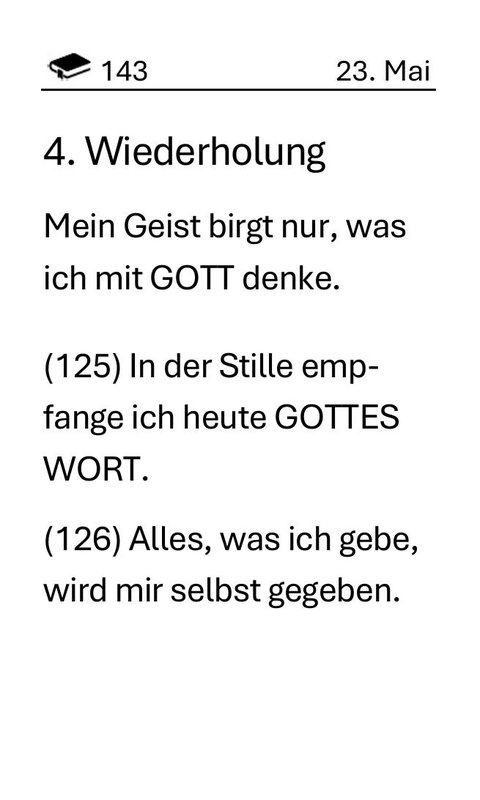 143 23. Mai
4. Wiederholung
Mein Geist birgt nur, was
ich mit GOTT denke.
(125) In der Stille emp-
fange ich heute GOTTES
WORT.
(126) Alles, was ich gebe,
wird mir selbst gegeben.